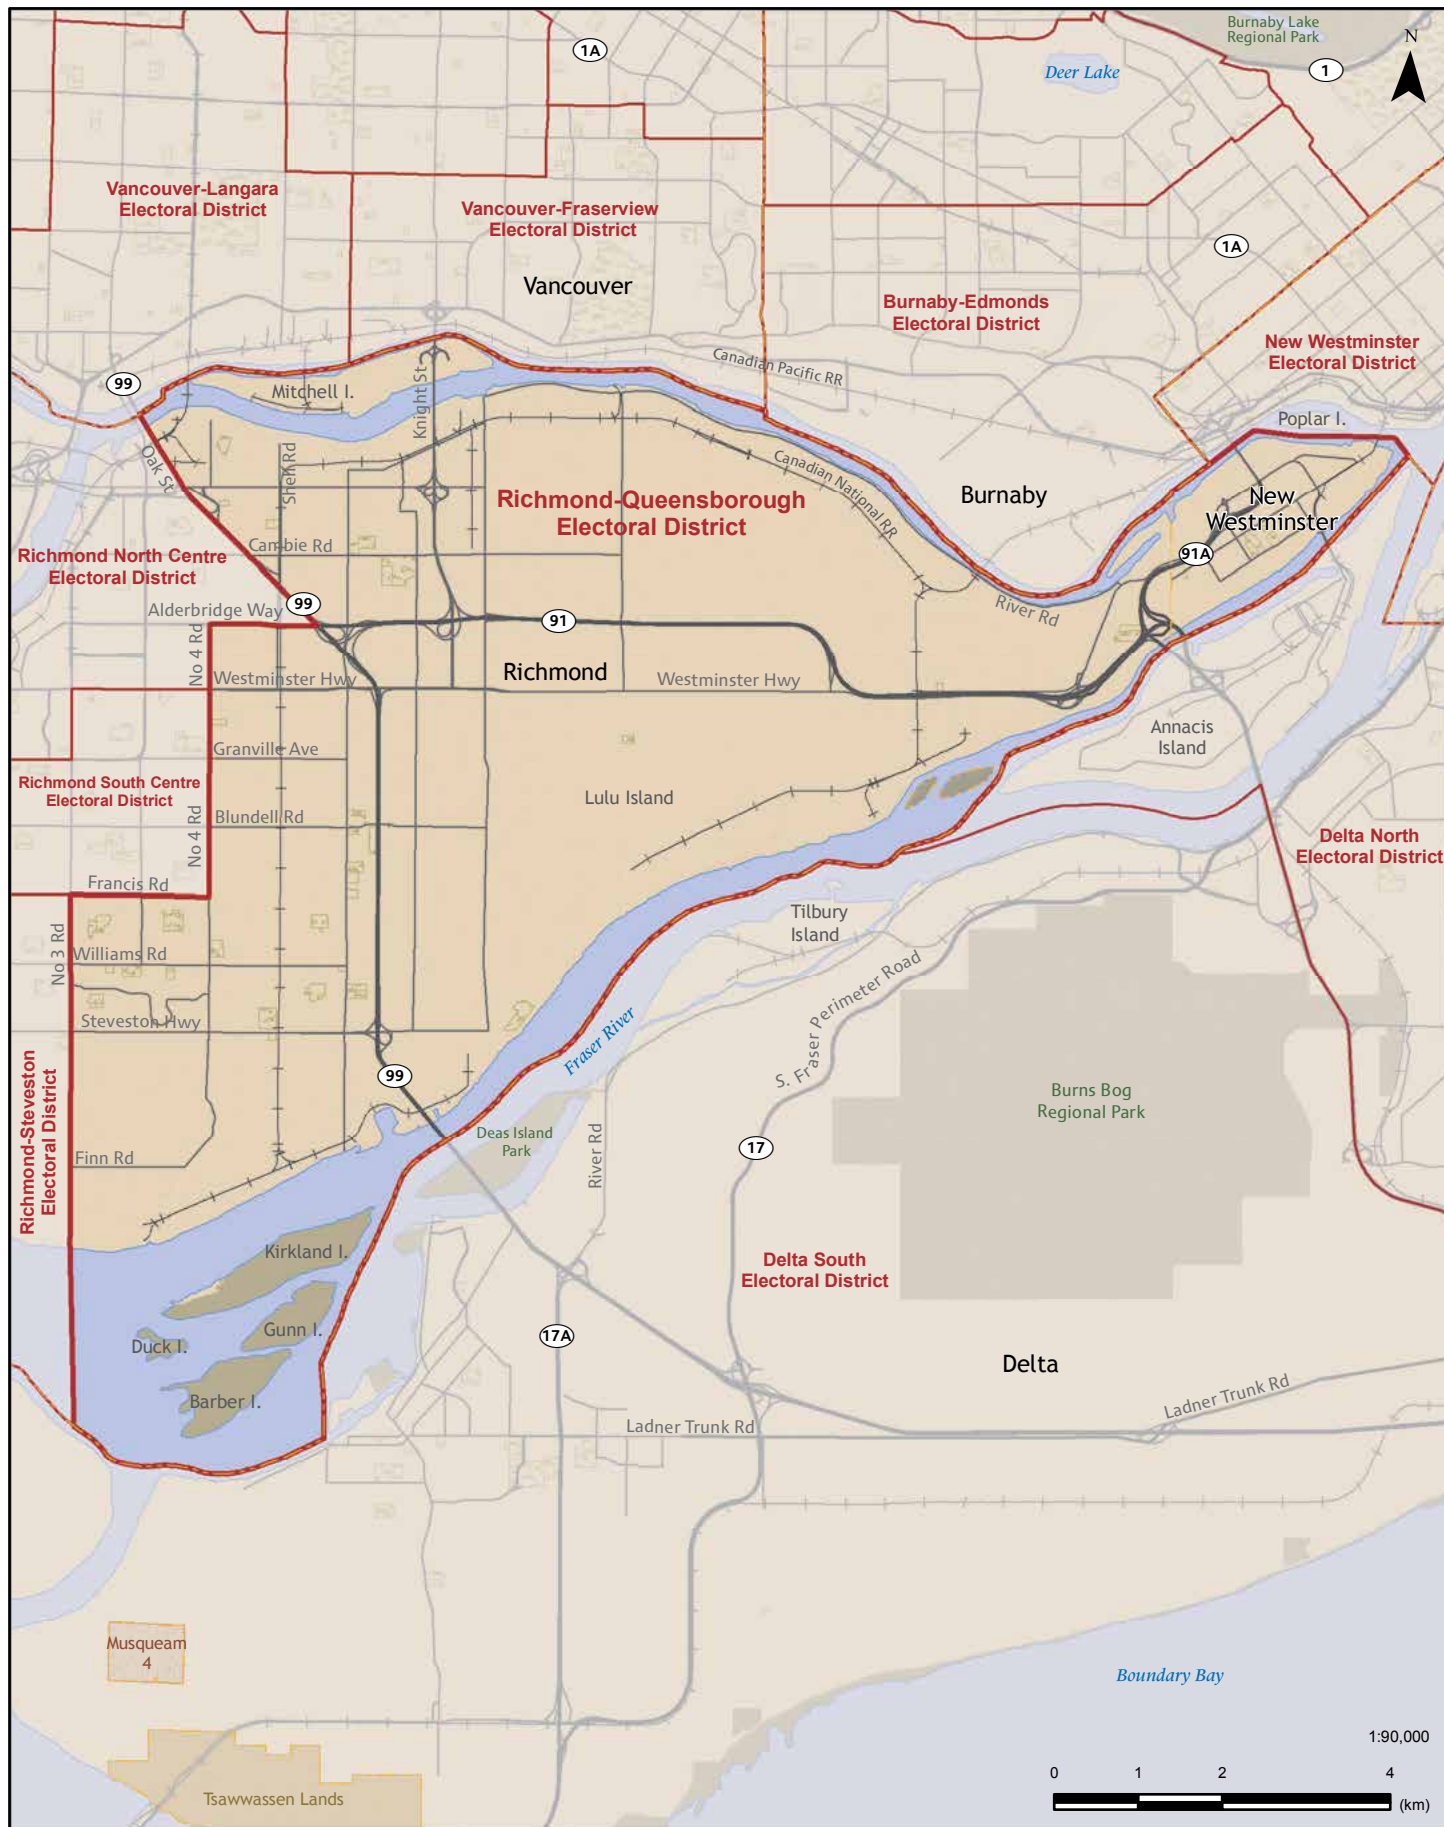 Burnaby Lake
Regional Park
N
1A
1
Deer Lake
Vancouver-Langara
Electoral District
Vancouver-Fraserview
Electoral District
1A
Vancouver
Burnaby-Edmonds
Electoral District
New Westminster
Electoral District
99
Canadian Pacific RR
Mitchell I.
Knight St
Poplar I.
Oak St
Shell Rd
Canadian National RR
Richmond-Queensborough
Electoral District
Burnaby
New
Westminster
Cambie Rd
91A
Richmond North Centre
Electoral District
Alderbridge Way
99
91
River Rd
No 4 Rd
Richmond
Westminster Hwy
Westminster Hwy
Annacis
Island
Granville Ave
Richmond South Centre
Electoral District
Lulu Island
Blundell Rd
No 4 Rd
Delta North
Electoral District
Francis Rd
Tilbury
Island
No 3 Rd
Williams Rd
S. Fraser Perimeter Road
Steveston Hwy
Fraser River
99
Burns Bog
Regional Park
Richmond-Steveston
Electoral District
Deas Island
Park
River Rd
17
Finn Rd
Kirkland I.
Delta South
Electoral District
Gunn I.
Duck I.
17A
Delta
Barber I.
Ladner Trunk Rd
Ladner Trunk Rd
Musqueam
4
Boundary Bay
1:90,000
0 1 2 4
(km)
Tsawwassen Lands